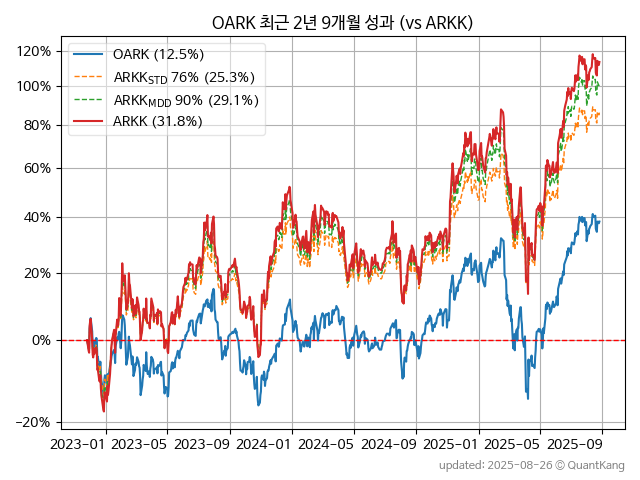 OARK 최근 2년 9개월 성과 (vs ARKK)
120%
100%
80%
60%
40%
20%
0%
−20%
OARK (12.5%)
ARKK_STD 76% (25.3%)
ARKK_MDD 90% (29.1%)
ARKK (31.8%)
2023−01 2023−05 2023−09 2024−01 2024−05 2024−09 2025−01 2025−05 2025−09
updated: 2025-08-26 © QuantKang